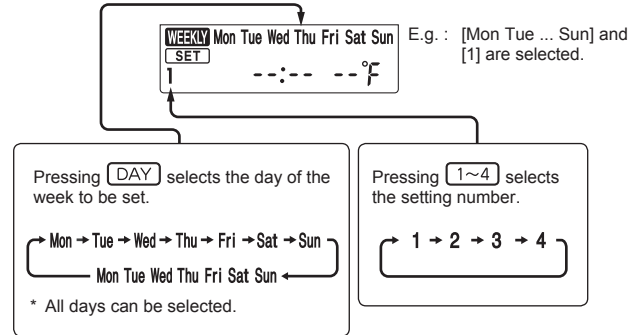 WEEKLY Mon Tue Wed Thu Fri Sat Sun
SET
1 --:-- --°F
E.g. : [Mon Tue ... Sun] and
[1] are selected.
Pressing DAY selects the day of the
week to be set.
Mon → Tue → Wed → Thu → Fri → Sat → Sun
Mon Tue Wed Thu Fri Sat Sun
* All days can be selected.
Pressing 1~4 selects
the setting number.
1 → 2 → 3 → 4